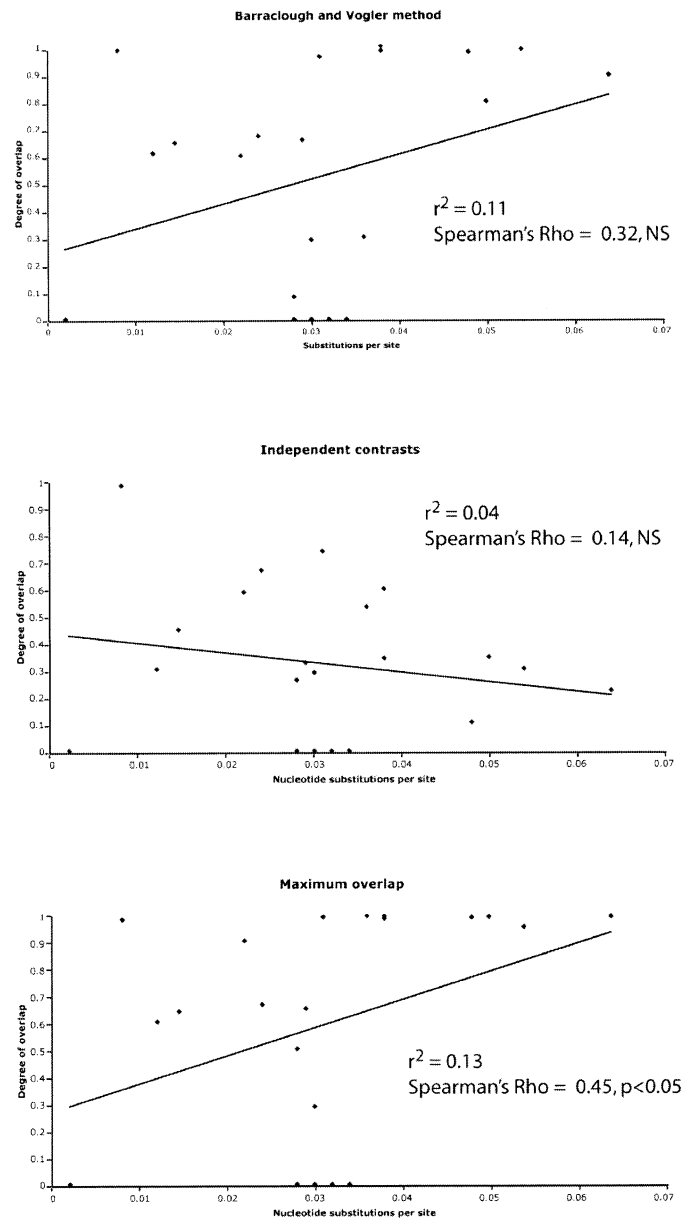 Barraclough and Vogler method
1
0.9
0.8
0.7
0.6
0.5
0.4
0.3
0.2
0.1
0
Degree of overlap
r² = 0.11
Spearman's Rho = 0.32, NS
0 0.01 0.02 0.03 0.04 0.05 0.06 0.07
Substitutions per site
Independent contrasts
1
0.9
0.8
0.7
0.6
0.5
0.4
0.3
0.2
0.1
0
Degree of overlap
r² = 0.04
Spearman's Rho = 0.14, NS
0 0.01 0.02 0.03 0.04 0.05 0.06 0.07
Nucleotide substitutions per site
Maximum overlap
1
0.9
0.8
0.7
0.6
0.5
0.4
0.3
0.2
0.1
0
Degree of overlap
r² = 0.13
Spearman's Rho = 0.45, p<0.05
0 0.01 0.02 0.03 0.04 0.05 0.06 0.07
Nucleotide substitutions per site